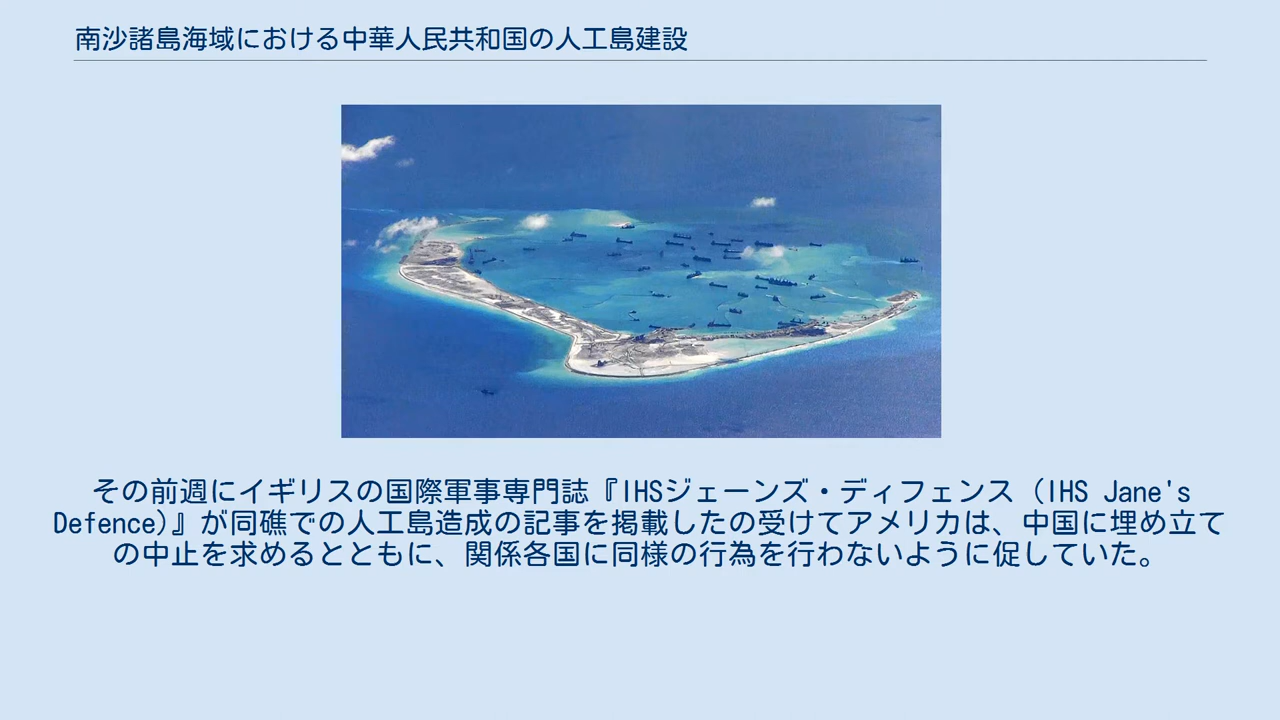 南沙諸島海域における中華人民共和国の人工島建設
その前週にイギリスの国際軍事専門誌『IHSジェーンズ・ディフェンス (IHS Jane's
Defence)』が同礁での人工島造成の記事を掲載したの受けてアメリカは、中国に埋め立て
の中止を求めるとともに、関係各国に同様の行為を行わないように促していた。